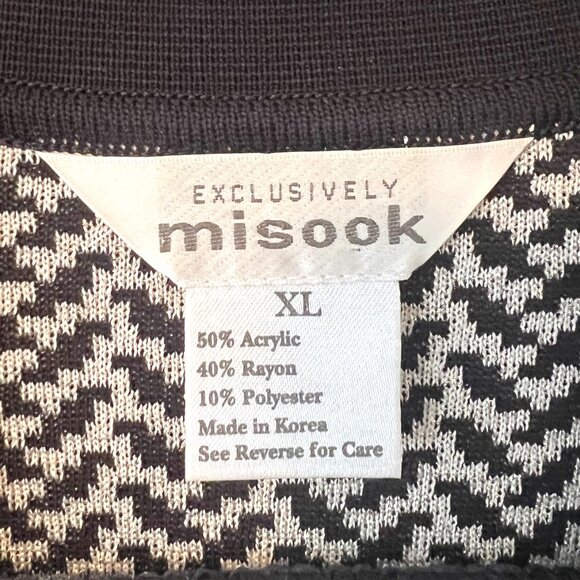 EXCLUSIVELY
misook
XL
50% Acrylic
40% Rayon
10% Polyester
Made in Korea
See Reverse for Care